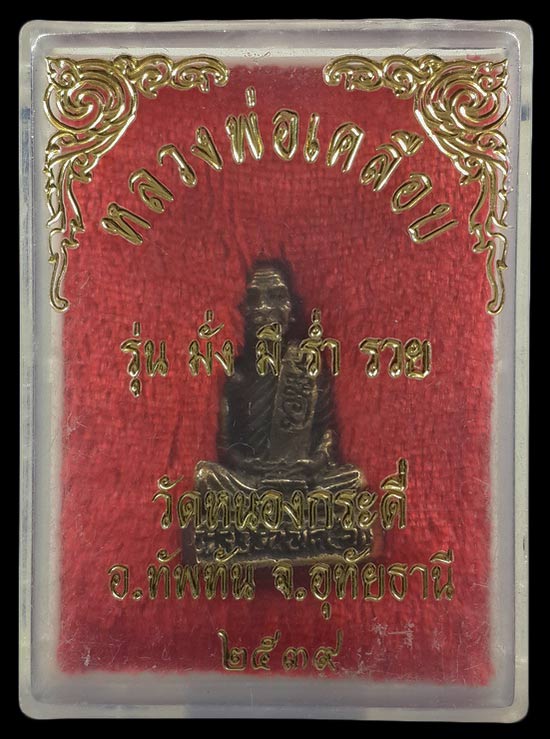 หลวงพ่อเคลือบ
รุ่น มั่ง มี ร่ำ รวย
วัดหนองกระดี่
อ.ทัพทัน จ.อุทัยธานี
๒๕๓๙